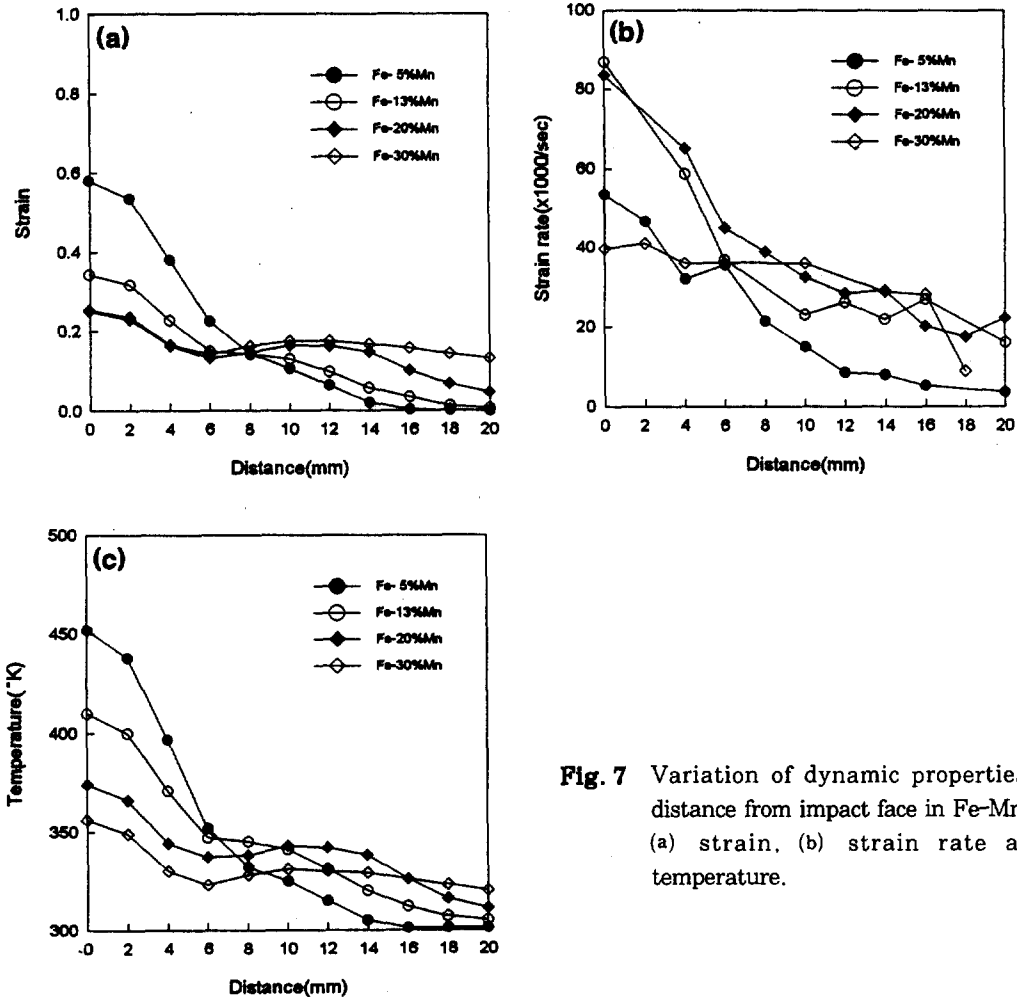 (a)
1.0
0.8
0.6
0.4
0.2
0.0
Strain
Fe- 5%Mn
Fe-13%Mn
Fe-20%Mn
Fe-30%Mn
0 2 4 6 8 10 12 14 16 18 20
Distance(mm)
(b)
100
80
60
40
20
0
Strain rate(x1000/sec)
Fe- 5%Mn
Fe-13%Mn
Fe-20%Mn
Fe-30%Mn
0 2 4 6 8 10 12 14 16 18 20
Distance(mm)
(c)
500
450
400
350
300
Temperature(°K)
Fe- 5%Mn
Fe-13%Mn
Fe-20%Mn
Fe-30%Mn
-0 2 4 6 8 10 12 14 16 18 20
Distance(mm)
Fig. 7 Variation of dynamic propertie
distance from impact face in Fe-Mn
(a) strain, (b) strain rate a
temperature.